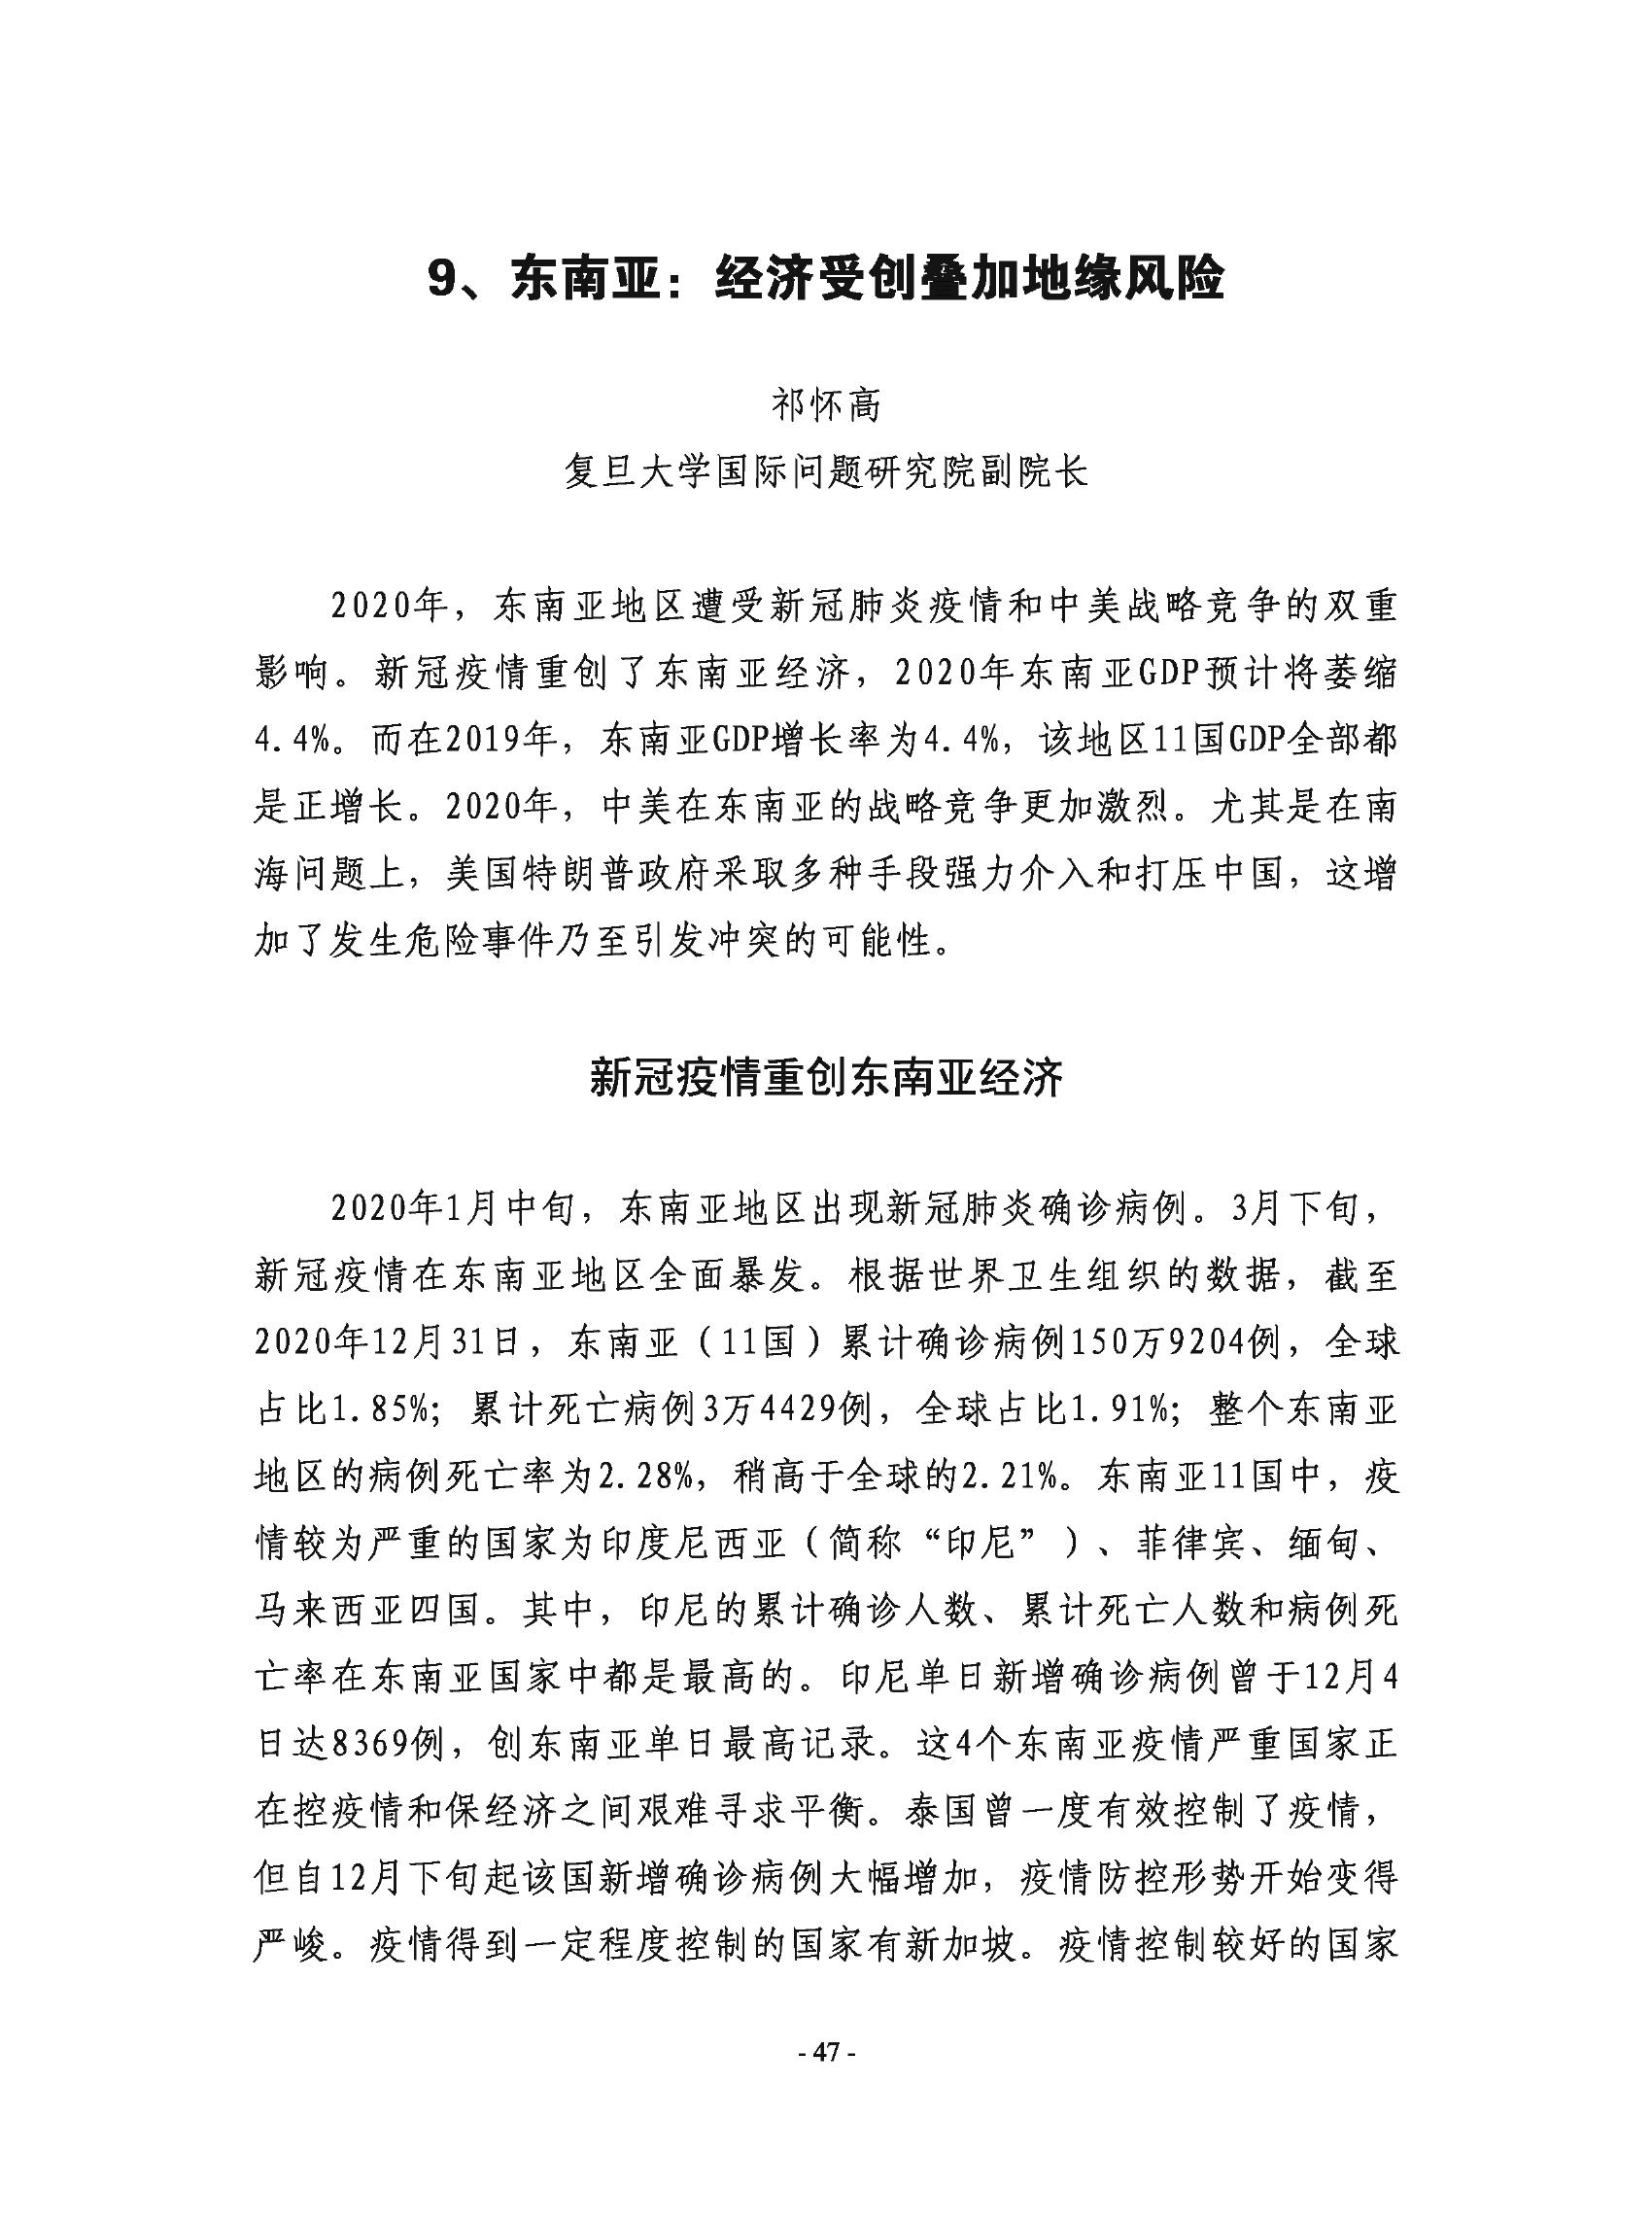 9、东南亚：经济受创叠加地缘风险
祁怀高
复旦大学国际问题研究院副院长
2020年，东南亚地区遭受新冠肺炎疫情和中美战略竞争的双重
影响。新冠疫情重创了东南亚经济，2020年东南亚GDP预计将萎缩
4.4%。而在2019年，东南亚GDP增长率为4.4%，该地区11国GDP全部都
是正增长。2020年，中美在东南亚的战略竞争更加激烈。尤其是在南
海问题上，美国特朗普政府采取多种手段强力介入和打压中国，这增
加了发生危险事件乃至引发冲突的可能性。
新冠疫情重创东南亚经济
2020年1月中旬，东南亚地区出现新冠肺炎确诊病例。3月下旬，
新冠疫情在东南亚地区全面暴发。根据世界卫生组织的数据，截至
2020年12月31日，东南亚（11国）累计确诊病例150万9204例，全球
占比1.85%；累计死亡病例3万4429例，全球占比1.91%；整个东南亚
地区的病例死亡率为2.28%，稍高于全球的2.21%。东南亚11国中，疫
情较为严重的国家为印度尼西亚（简称“印尼”）、菲律宾、缅甸、
马来西亚四国。其中，印尼的累计确诊人数、累计死亡人数和病例死
亡率在东南亚国家中都是最高的。印尼单日新增确诊病例曾于12月4
日达8369例，创东南亚单日最高记录。这4个东南亚疫情严重国家正
在控疫情和保经济之间艰难寻求平衡。泰国曾一度有效控制了疫情，
但自12月下旬起该国新增确诊病例大幅增加，疫情防控形势开始变得
严峻。疫情得到一定程度控制的国家有新加坡。疫情控制较好的国家
- 47 -